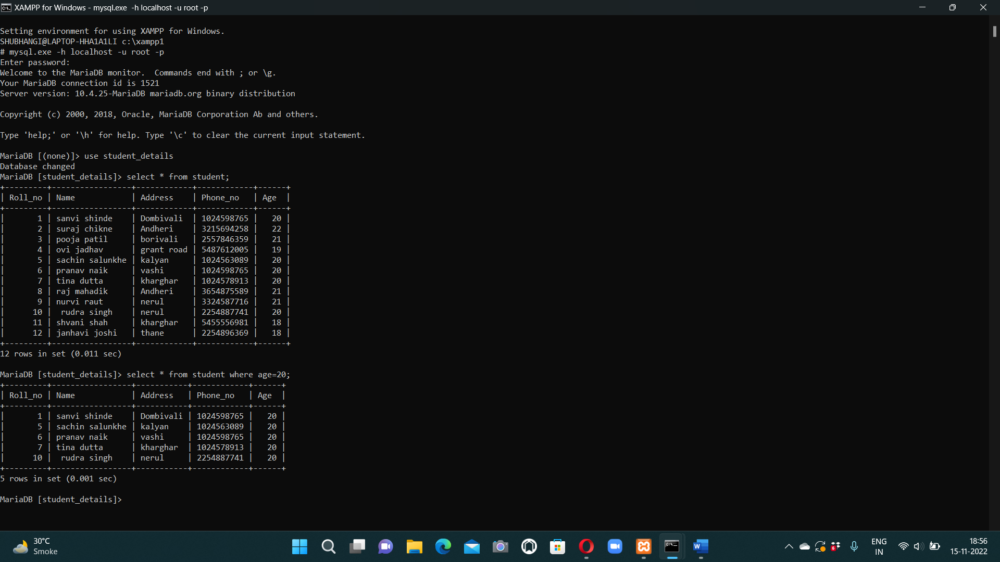 XAMPP for Windows - mysql.exe  -h localhost -u root -p
Setting environment for using XAMPP for Windows.
SHUBHANGI@LAPTOP-HHA1A1LI c:\xampp1
# mysql.exe -h localhost -u root -p
Enter password:
Welcome to the MariaDB monitor.  Commands end with ; or \g.
Your MariaDB connection id is 1521
Server version: 10.4.25-MariaDB mariadb.org binary distribution
Copyright (c) 2000, 2018, Oracle, MariaDB Corporation Ab and others.
Type 'help;' or '\h' for help. Type '\c' to clear the current input statement.
MariaDB [(none)]> use student_details
Database changed
MariaDB [student_details]> select * from student;
+---------+-----------------+------------+------------+------+
| Roll_no | Name            | Address    | Phone_no   | Age  |
+---------+-----------------+------------+------------+------+
|       1 | sanvi shinde    | Dombivali  | 1024598765 |   20 |
|       2 | suraj chikne    | Andheri    | 3215694258 |   22 |
|       3 | pooja patil     | borivali   | 2557846359 |   21 |
|       4 | ovi jadhav      | grant road | 5487612005 |   19 |
|       5 | sachin salunkhe | kalyan     | 1024563089 |   20 |
|       6 | pranav naik     | vashi      | 1024598765 |   20 |
|       7 | tina dutta      | kharghar   | 1024578913 |   20 |
|       8 | raj mahadik     | Andheri    | 3654875589 |   21 |
|       9 | nurvi raut      | nerul      | 3324587716 |   21 |
|      10 |  rudra singh    | nerul      | 2254887741 |   20 |
|      11 | shvani shah     | kharghar   | 5455556981 |   18 |
|      12 | janhavi joshi   | thane      | 2254896369 |   18 |
+---------+-----------------+------------+------------+------+
12 rows in set (0.011 sec)
MariaDB [student_details]> select * from student where age=20;
+---------+-----------------+-----------+------------+------+
| Roll_no | Name            | Address   | Phone_no   | Age  |
+---------+-----------------+-----------+------------+------+
|       1 | sanvi shinde    | Dombivali | 1024598765 |   20 |
|       5 | sachin salunkhe | kalyan    | 1024563089 |   20 |
|       6 | pranav naik     | vashi     | 1024598765 |   20 |
|       7 | tina dutta      | kharghar  | 1024578913 |   20 |
|      10 |  rudra singh    | nerul     | 2254887741 |   20 |
+---------+-----------------+-----------+------------+------+
5 rows in set (0.001 sec)
MariaDB [student_details]>
30°C
Smoke
6
ENG
IN
18:56
15-11-2022